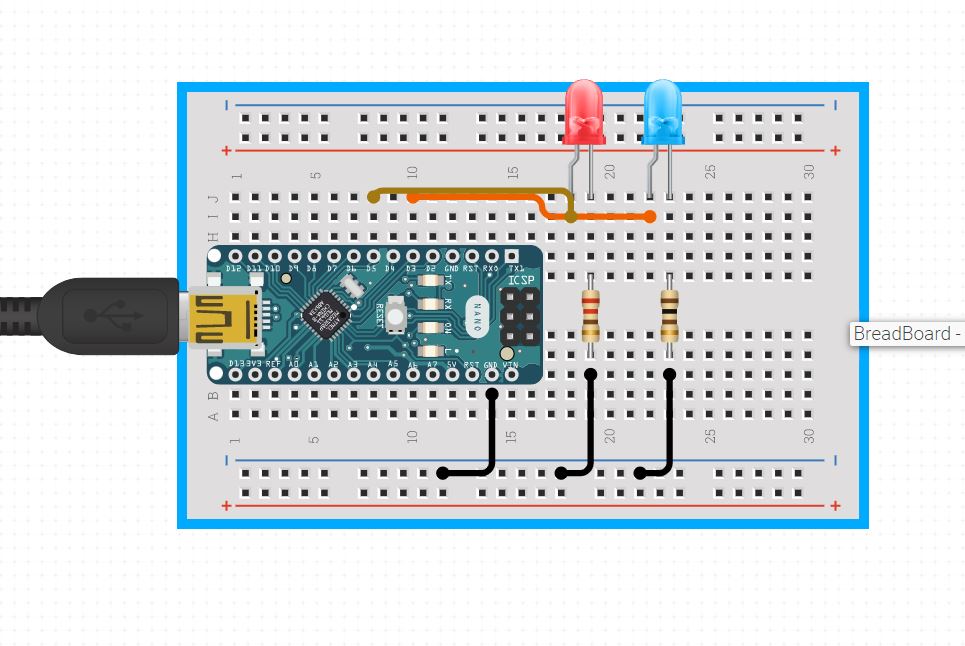 1 5 10 15 20 25 30
J
I
H
D12 D11 D10 D9 D8 D7 D6 D5 D4 D3 D2 GND RST RX0 TX1
ICSP
TX
RX
ON
L
RESET
NANO
D13 3V3 REF A0 A1 A2 A3 A4 A5 A6 A7 5V RST GND VIN
B
A
1 5 10 15 20 25 30
BreadBoard -